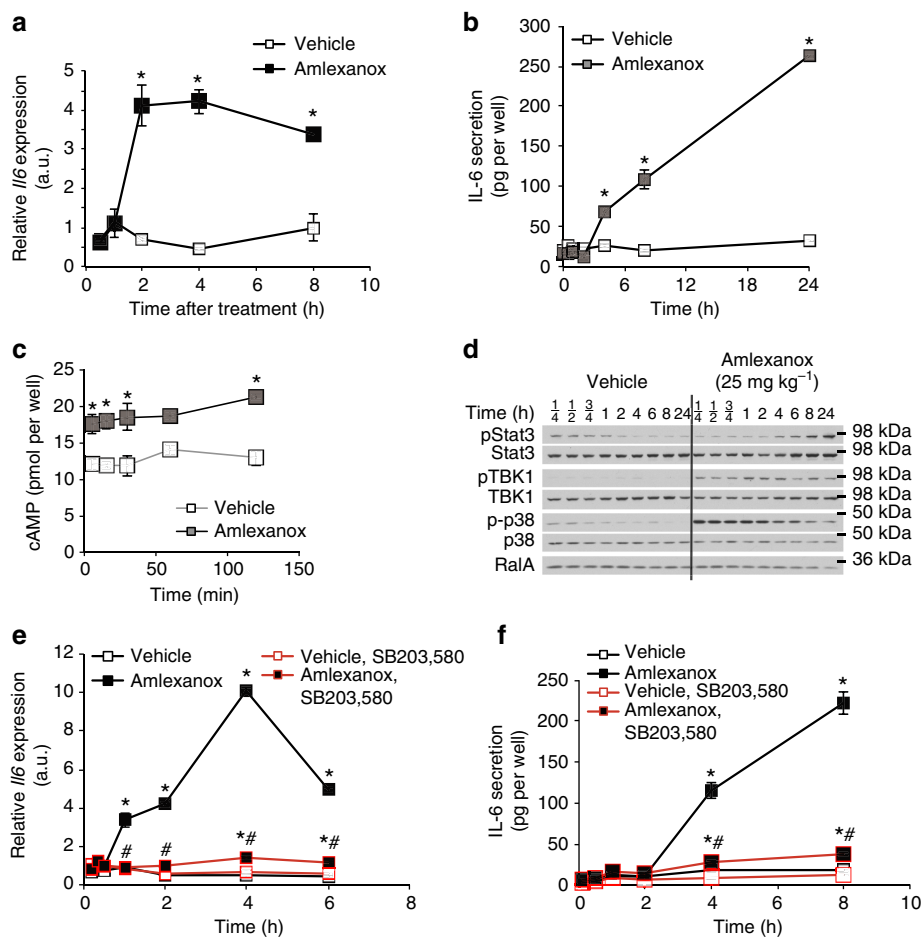 a
Vehicle
Amlexanox
Relative Il6 expression
(a.u.)
5
4
3
2
1
0
* * *
0 2 4 6 8 10
Time after treatment (h)
b
Vehicle
Amlexanox
IL-6 secretion
(pg per well)
300
250
200
150
100
50
0
* * *
0 6 12 18 24
Time (h)
c
cAMP (pmol per well)
25
20
15
10
5
0
* * * *
Vehicle
Amlexanox
0 50 100 150
Time (min)
d
Vehicle
Amlexanox
(25 mg kg–1)
Time (h) 1/4 1/2 3/4 1 2 4 6 8 24 1/4 1/2 3/4 1 2 4 6 8 24
pStat3 98 kDa
Stat3 98 kDa
pTBK1 98 kDa
TBK1 98 kDa
p-p38 50 kDa
p38 50 kDa
RalA 36 kDa
e
Vehicle
Amlexanox
Vehicle, SB203,580
Amlexanox,
SB203,580
Relative Il6 expression
(a.u.)
12
10
8
6
4
2
0
* * * *
# # *# *#
0 2 4 6 8
Time (h)
f
Vehicle
Amlexanox
Vehicle, SB203,580
Amlexanox,
SB203,580
IL-6 secretion
(pg per well)
250
200
150
100
50
0
* *
*# *#
0 2 4 6 8 10
Time (h)